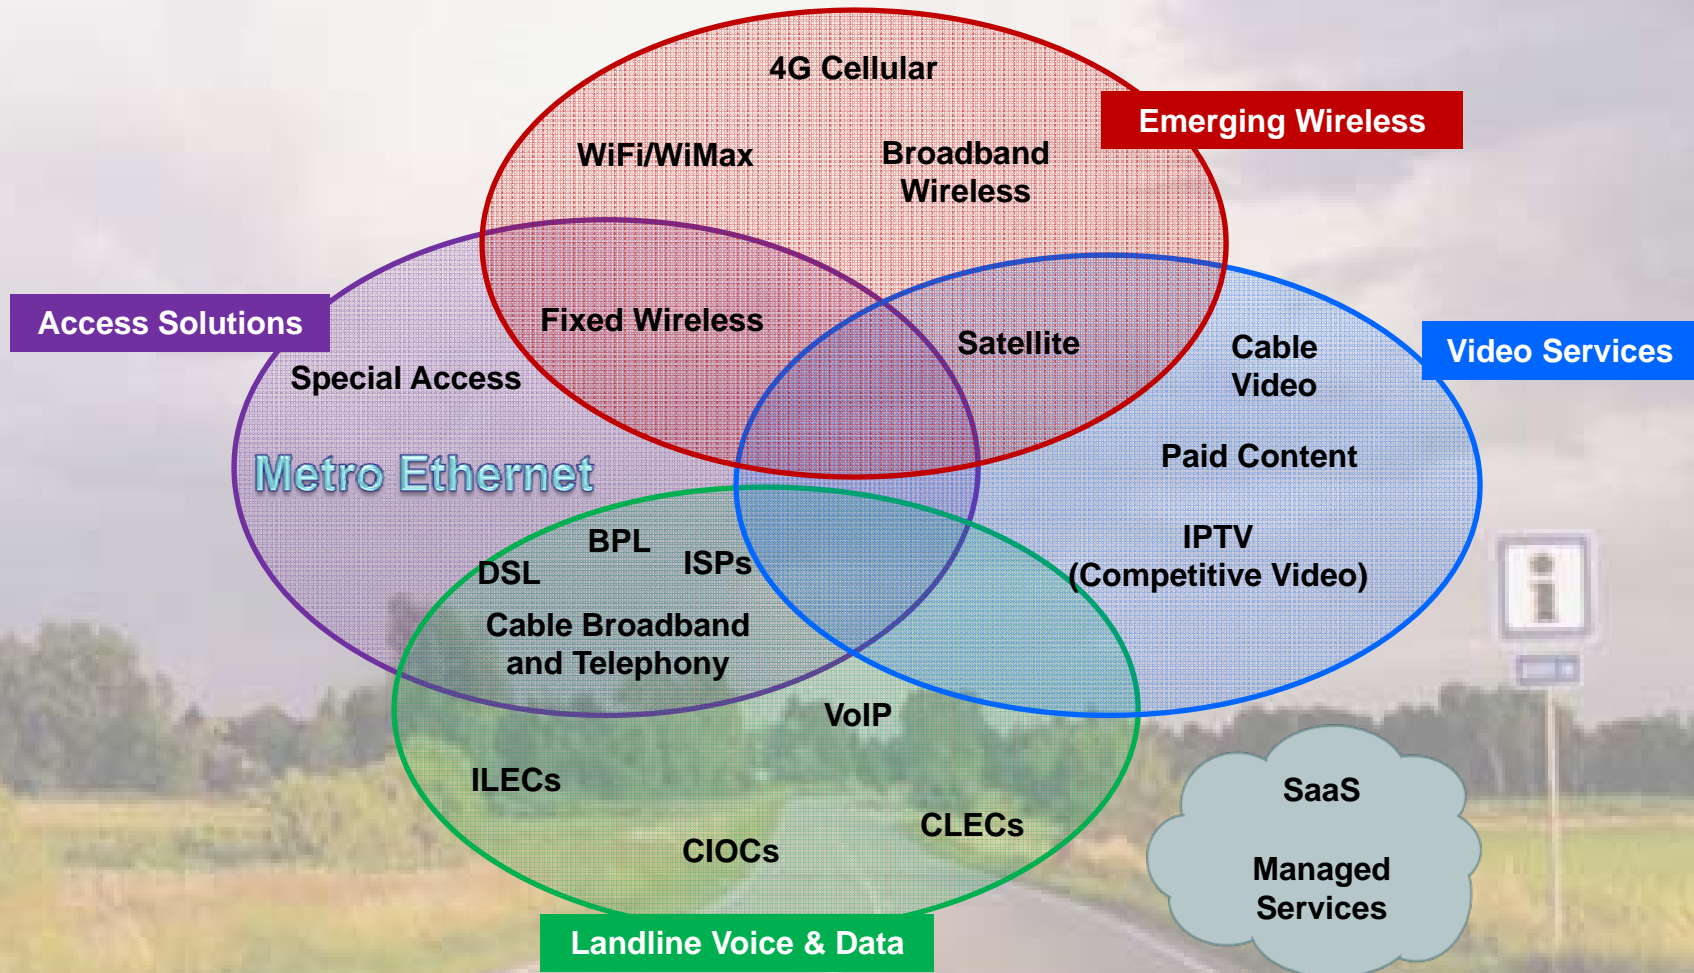 4G Cellular
Emerging Wireless
WiFi/WiMax
Broadband
Wireless
Access Solutions
Fixed Wireless
Satellite
Cable
Video
Video Services
Special Access
Metro Ethernet
Paid Content
BPL
ISPs
DSL
IPTV
(Competitive Video)
Cable Broadband
and Telephony
VoIP
ILECs
CLECs
CIOCs
SaaS
Managed
Services
Landline Voice & Data
i